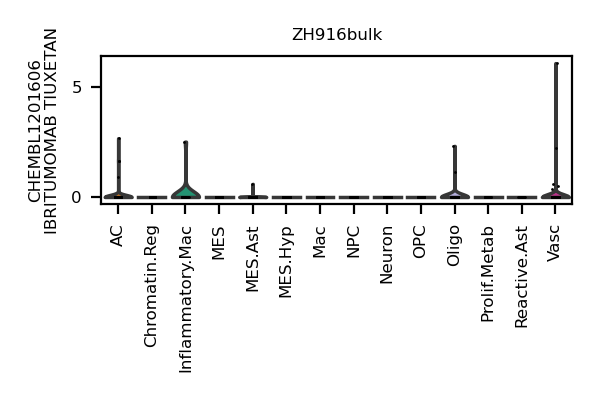 ZH916bulk
CHEMBL1201606
IBRITUMOMAB TIUXETAN
5
0
AC
Chromatin.Reg
Inflammatory.Mac
MES
MES.Ast
MES.Hyp
Mac
NPC
Neuron
OPC
Oligo
Prolif.Metab
Reactive.Ast
Vasc